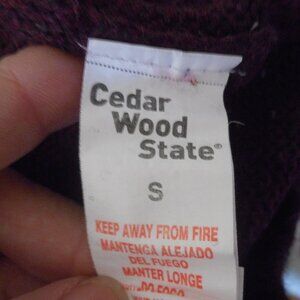 Cedar
Wood
State®
S
KEEP AWAY FROM FIRE
MANTENGA ALEJADO
DEL FUEGO
MANTER LONGE